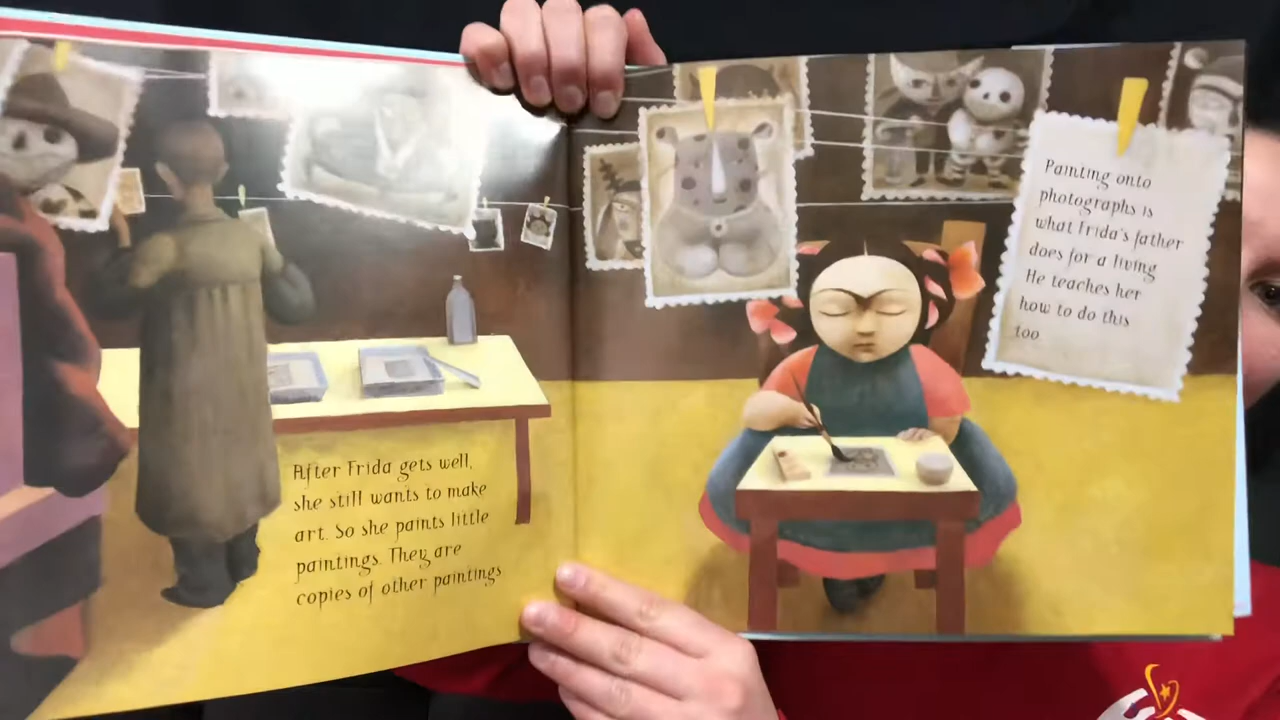 After Frida gets well,
she still wants to make
art. So she paints little
paintings. They are
copies of other paintings
Painting onto
photographs is
what Frida's father
does for a living
He teaches her
how to do this
too